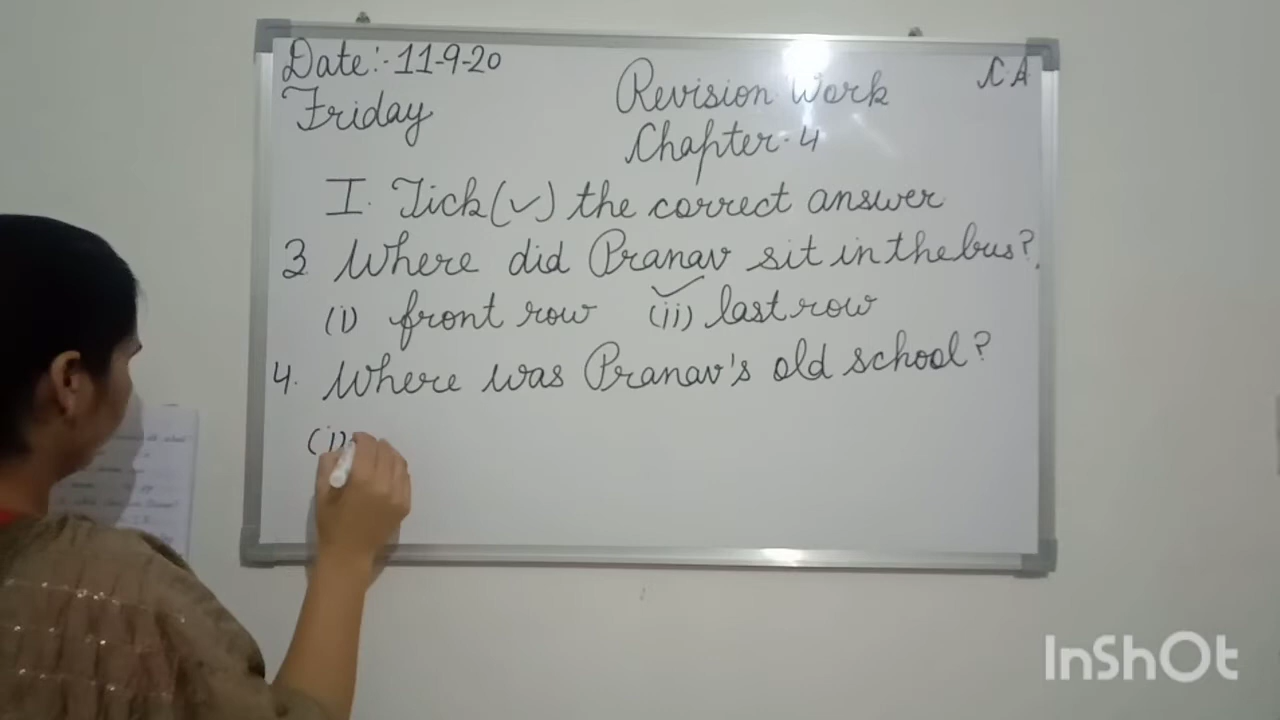 Date:-11-9-20
Friday
Revision Work
C A
Chapter-4
I. Tick (✓) the correct answer
3 Where did Pranav sit in the bus?
(i) front row (ii) last row
4. Where was Pranav's old school?
(i)
InShOt